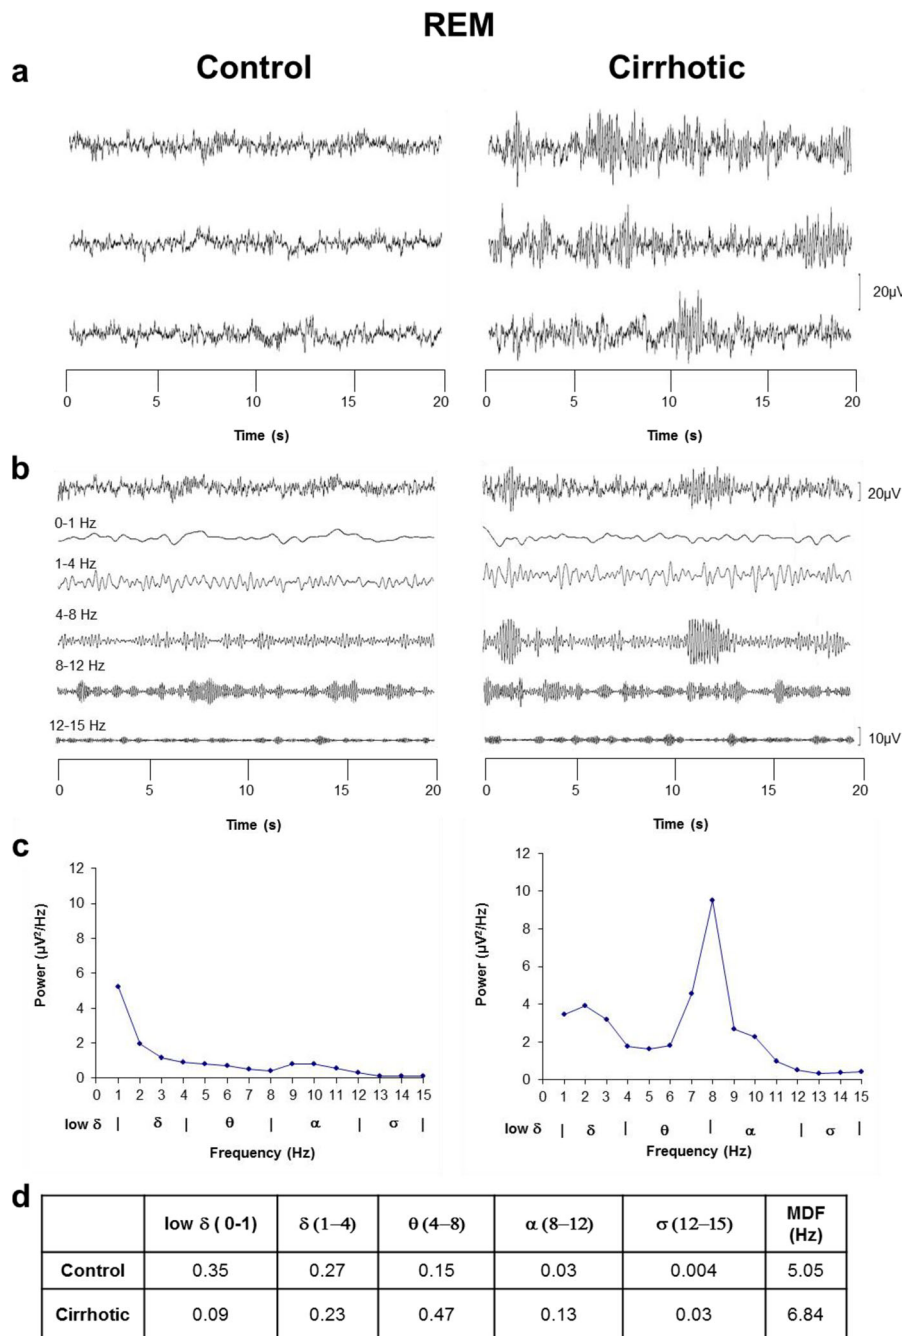 REM
a Control Cirrhotic
20µV
0 5 10 15 20 0 5 10 15 20
Time (s) Time (s)
b
20µV
0-1 Hz
1-4 Hz
4-8 Hz
8-12 Hz
12-15 Hz
10µV
0 5 10 15 20 0 5 10 15 20
Time (s) Time (s)
c
12
10
8
6
4
2
0
Power (µV²/Hz)
0 1 2 3 4 5 6 7 8 9 10 11 12 13 14 15
low δ | δ | θ | α | σ |
Frequency (Hz)
12
10
8
6
4
2
0
Power (µV²/Hz)
0 1 2 3 4 5 6 7 8 9 10 11 12 13 14 15
low δ | δ | θ | α | σ |
Frequency (Hz)
d
low δ ( 0-1) δ (1–4) θ (4–8) α (8–12) σ (12–15) MDF (Hz)
Control 0.35 0.27 0.15 0.03 0.004 5.05
Cirrhotic 0.09 0.23 0.47 0.13 0.03 6.84